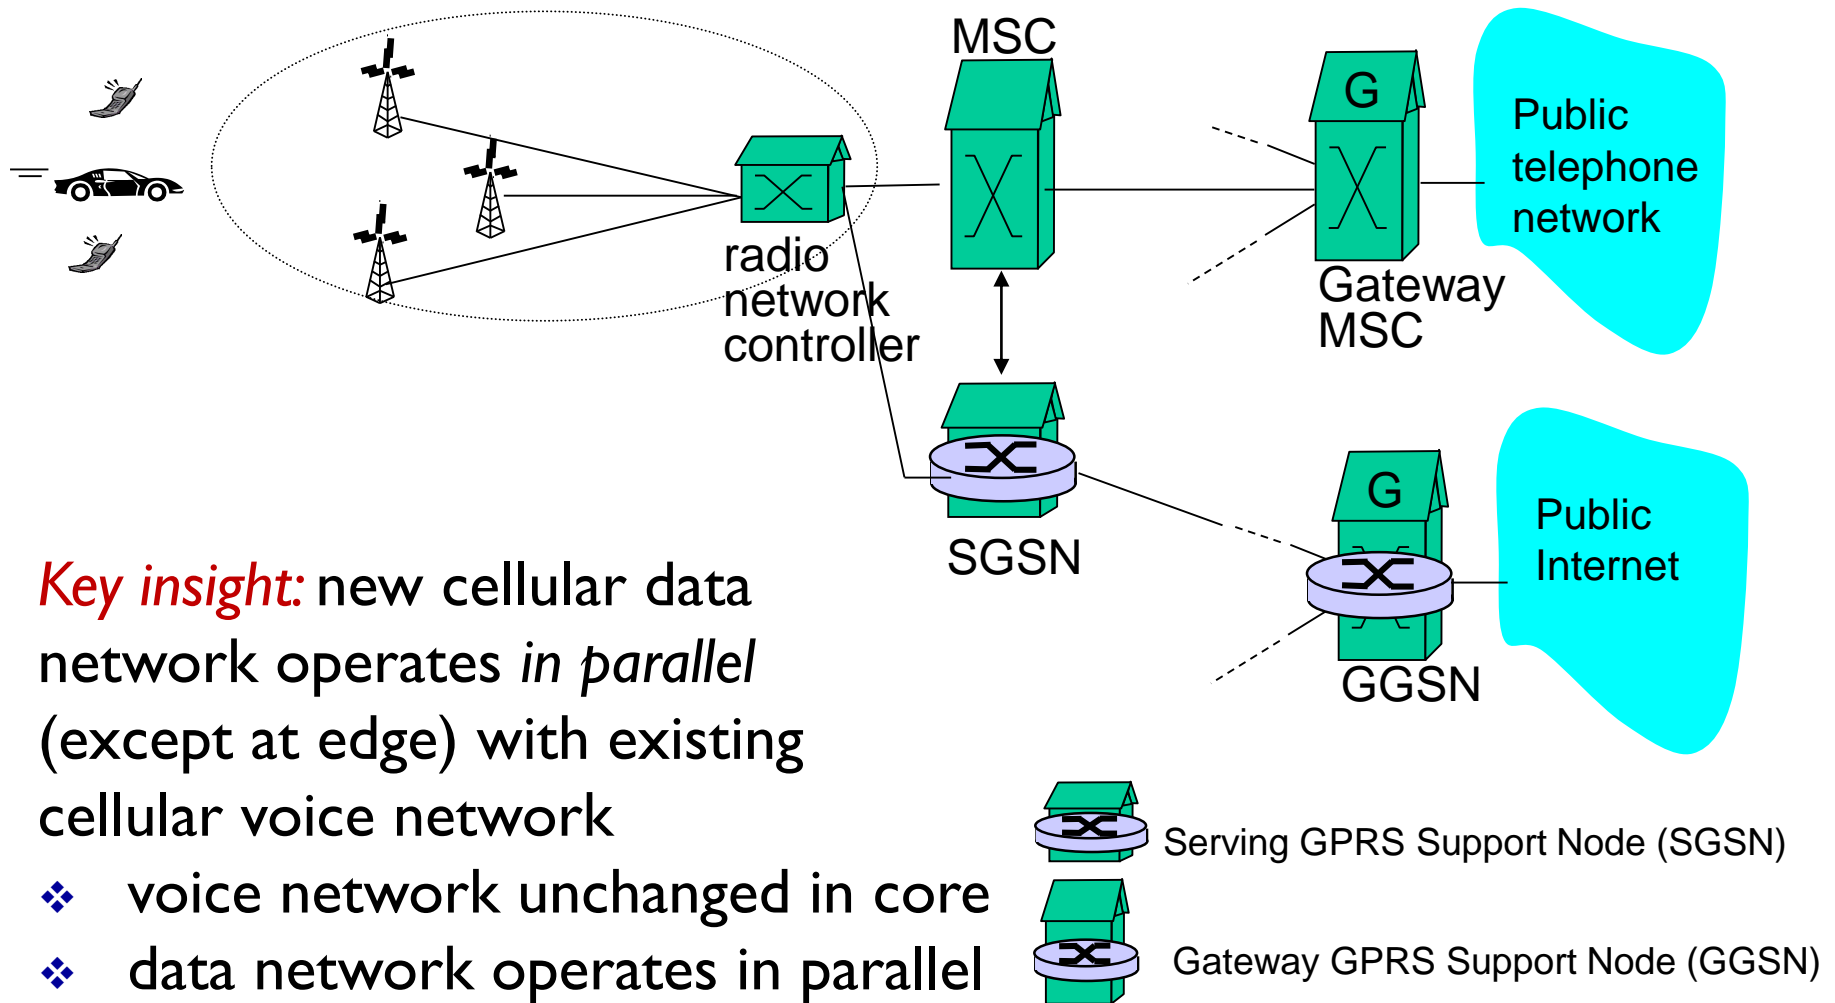 MSC
G
Public
telephone
network
radio
network
controller
Gateway
MSC
G
Public
Internet
SGSN
GGSN
Key insight: new cellular data
network operates in parallel
(except at edge) with existing
cellular voice network
❖ voice network unchanged in core
❖ data network operates in parallel
Serving GPRS Support Node (SGSN)
Gateway GPRS Support Node (GGSN)